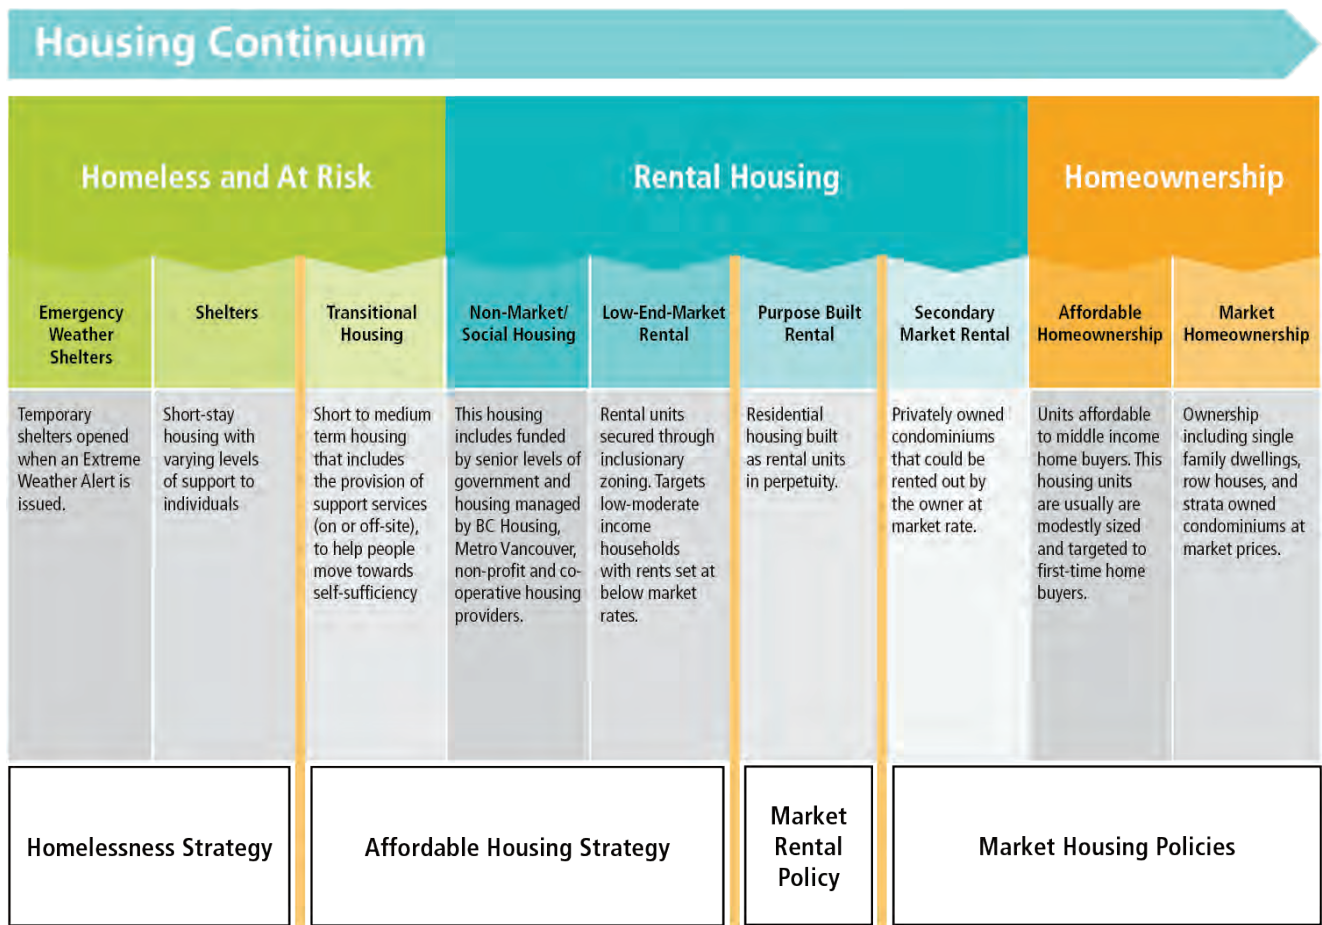 Housing Continuum
Homeless and At Risk
Rental Housing
Homeownership
Emergency
Weather
Shelters
Shelters
Transitional
Housing
Non-Market/
Social Housing
Low-End-Market
Rental
Purpose Built
Rental
Secondary
Market Rental
Affordable
Homeownership
Market
Homeownership
Temporary
shelters opened
when an Extreme
Weather Alert is
issued.
Short-stay
housing with
varying levels
of support to
individuals
Short to medium
term housing
that includes
the provision of
support services
(on or off-site),
to help people
move towards
self-sufficiency
This housing
includes funded
by senior levels of
government and
housing managed
by BC Housing,
Metro Vancouver,
non-profit and co-
operative housing
providers.
Rental units
secured through
inclusionary
zoning. Targets
low-moderate
income
households
with rents set at
below market
rates.
Residential
housing built
as rental units
in perpetuity.
Privately owned
condominiums
that could be
rented out by
the owner at
market rate.
Units affordable
to middle income
home buyers. This
housing units
are usually are
modestly sized
and targeted to
first-time home
buyers.
Ownership
including single
family dwellings,
row houses, and
strata owned
condominiums at
market prices.
Homelessness Strategy
Affordable Housing Strategy
Market
Rental
Policy
Market Housing Policies